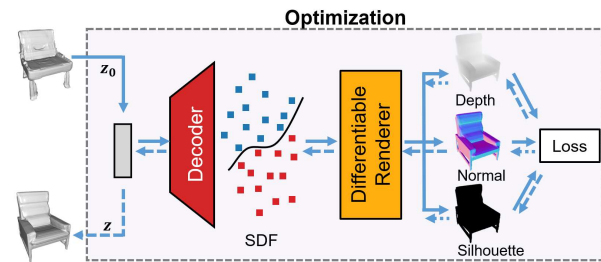 Optimization
z₀
Decoder
Differentiable
Renderer
Depth
Normal
Loss
z
SDF
Silhouette